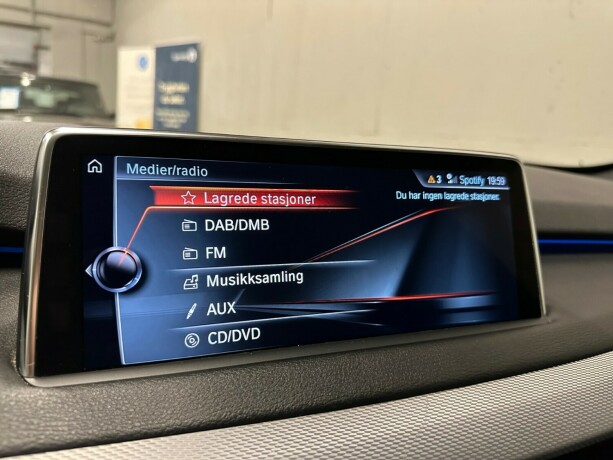 Medier/radio
3 Spotify 19:59
Lagrede stasjoner
Du har ingen lagrede stasjoner.
DAB/DMB
FM
Musikksamling
AUX
CD/DVD